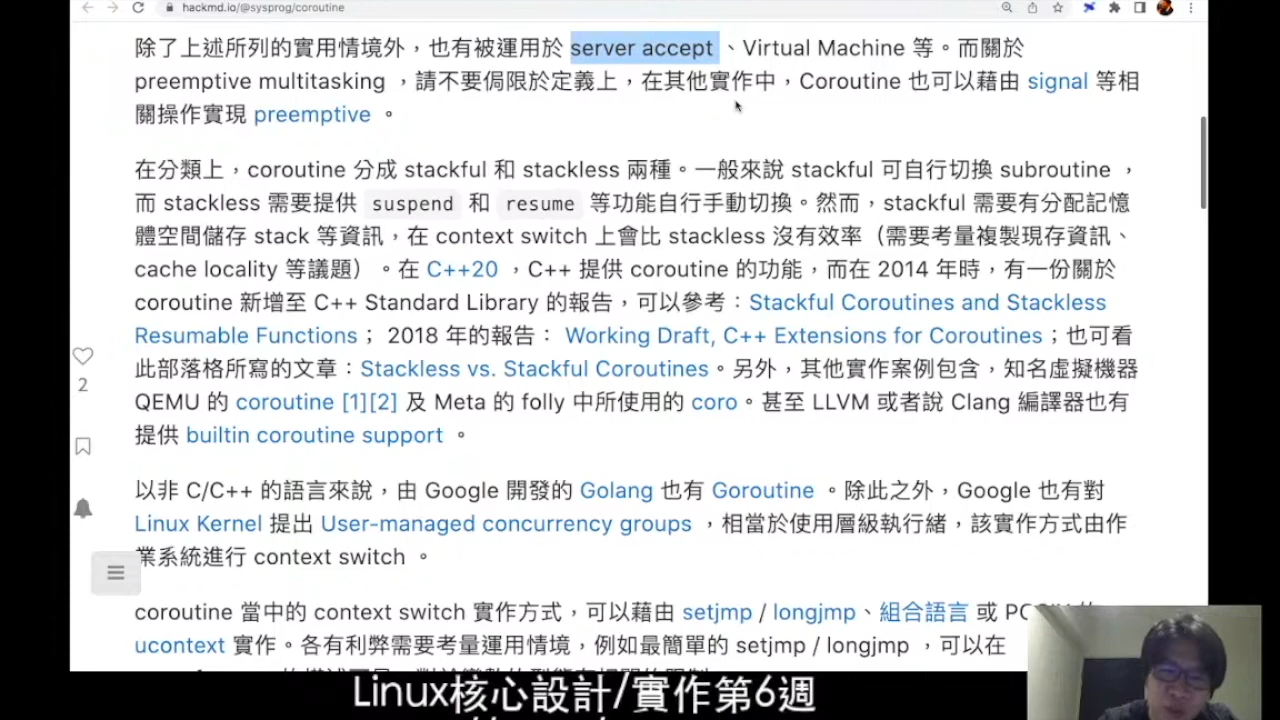 hackmd.io/@sysprog/coroutine
除了上述所列的實用情境外，也有被運用於 server accept 、Virtual Machine 等。而關於
preemptive multitasking ，請不要侷限於定義上，在其他實作中，Coroutine 也可以藉由 signal 等相
關操作實現 preemptive 。
在分類上，coroutine 分成 stackful 和 stackless 兩種。一般來說 stackful 可自行切換 subroutine ，
而 stackless 需要提供 suspend 和 resume 等功能自行手動切換。然而，stackful 需要有分配記憶
體空間儲存 stack 等資訊，在 context switch 上會比 stackless 沒有效率（需要考量複製現存資訊、
cache locality 等議題）。在 C++20 ，C++ 提供 coroutine 的功能，而在 2014 年時，有一份關於
coroutine 新增至 C++ Standard Library 的報告，可以參考：Stackful Coroutines and Stackless
Resumable Functions； 2018 年的報告： Working Draft, C++ Extensions for Coroutines；也可看
此部落格所寫的文章：Stackless vs. Stackful Coroutines。另外，其他實作案例包含，知名虛擬機器
2
QEMU 的 coroutine [1][2] 及 Meta 的 folly 中所使用的 coro。甚至 LLVM 或者說 Clang 編譯器也有
提供 builtin coroutine support 。
以非 C/C++ 的語言來說，由 Google 開發的 Golang 也有 Goroutine 。除此之外，Google 也有對
Linux Kernel 提出 User-managed concurrency groups ，相當於使用層級執行緒，該實作方式由作
業系統進行 context switch 。
coroutine 當中的 context switch 實作方式，可以藉由 setjmp / longjmp、組合語言 或
ucontext 實作。各有利弊需要考量運用情境，例如最簡單的 setjmp / longjmp ，可以在
Linux核心設計/實作第6週